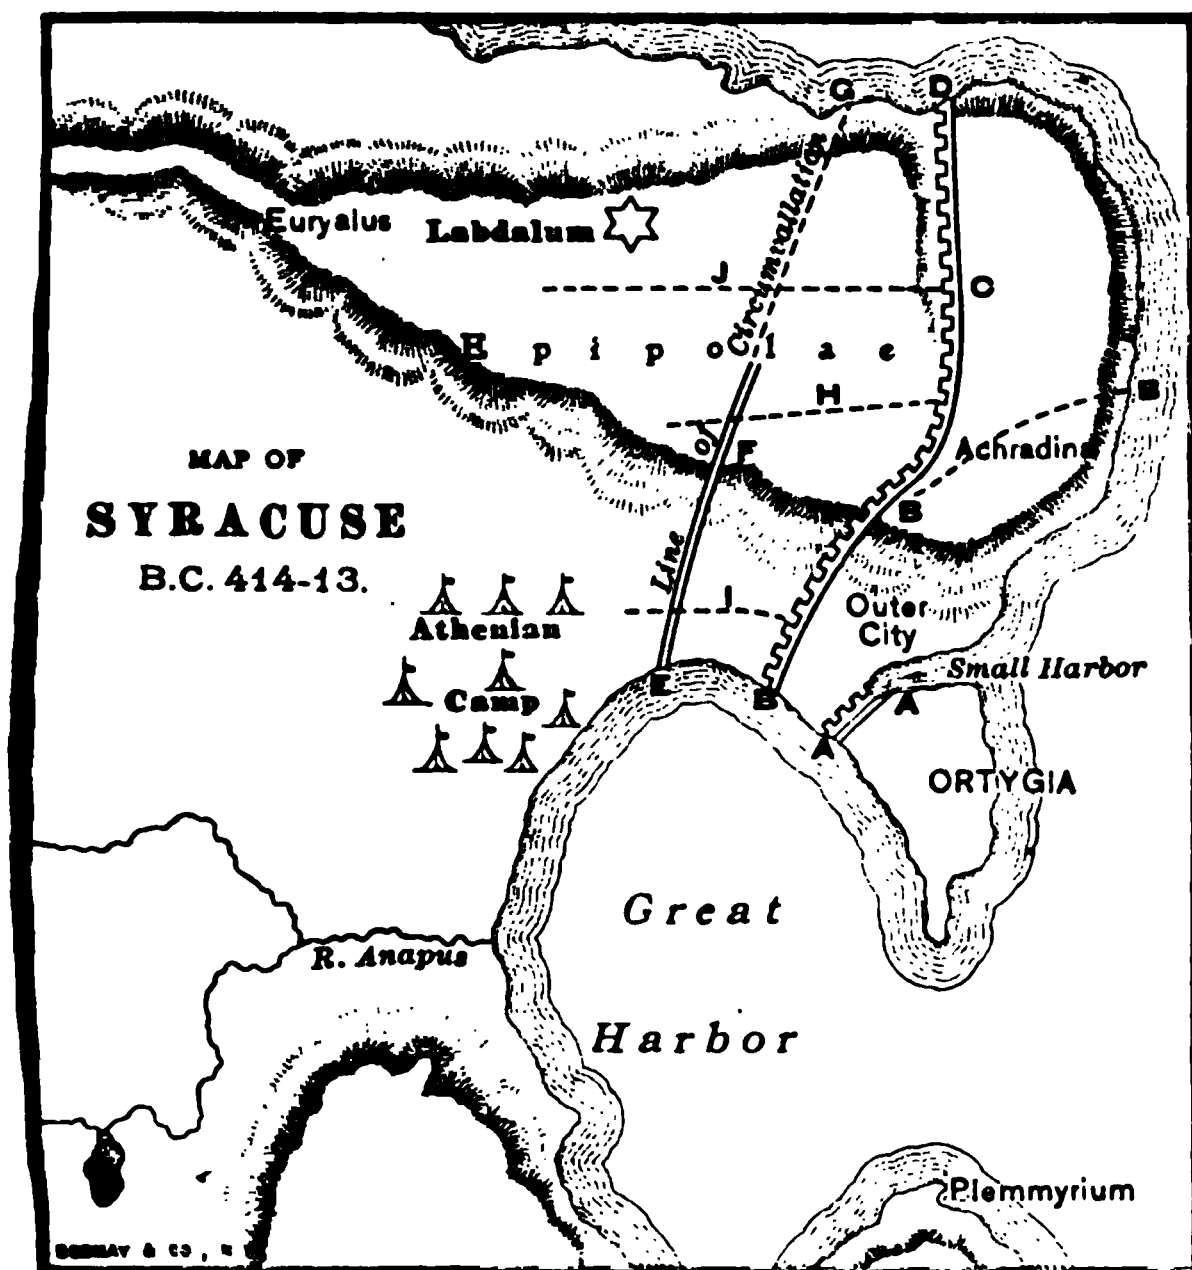 G D
Euryalus
Labdalum
Line of Circumvallation
J C
Epipolae
H
B
F
Achradina
B
MAP OF
SYRACUSE
B.C. 414-13.
I
Outer
City
Athenian
Camp
E B
Small Harbor
A
A
ORTYGIA
Great
Harbor
R. Anapus
Plemmyrium